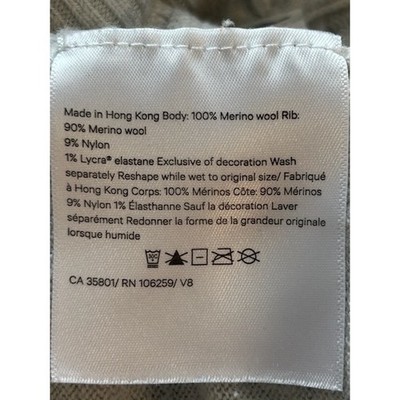 Made in Hong Kong Body: 100% Merino wool Rib:
90% Merino wool
9% Nylon
1% Lycra® elastane Exclusive of decoration Wash
separately Reshape while wet to original size/ Fabriqué
à Hong Kong Corps: 100% Mérinos Côte: 90% Mérinos
9% Nylon 1% Élasthanne Sauf la décoration Laver
séparément Redonner la forme de la grandeur originale
lorsque humide
CA 35801/ RN 106259/ V8